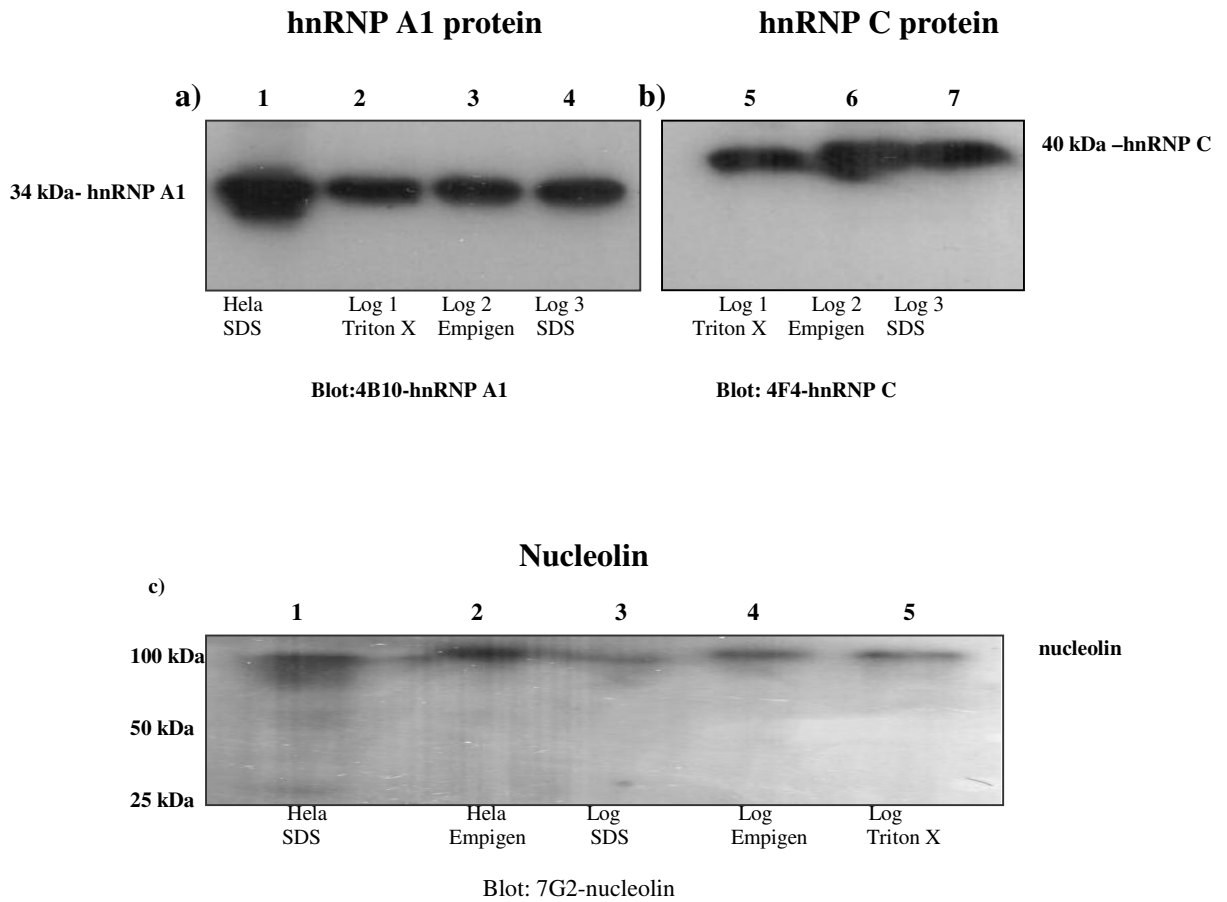 hnRNP A1 protein
hnRNP C protein
a) 1 2 3 4
b) 5 6 7
34 kDa- hnRNP A1
40 kDa –hnRNP C
Hela Log 1 Log 2 Log 3
SDS Triton X Empigen SDS
Log 1 Log 2 Log 3
Triton X Empigen SDS
Blot:4B10-hnRNP A1
Blot: 4F4-hnRNP C
Nucleolin
c)
1 2 3 4 5
100 kDa
nucleolin
50 kDa
25 kDa
Hela Hela Log Log Log
SDS Empigen SDS Empigen Triton X
Blot: 7G2-nucleolin